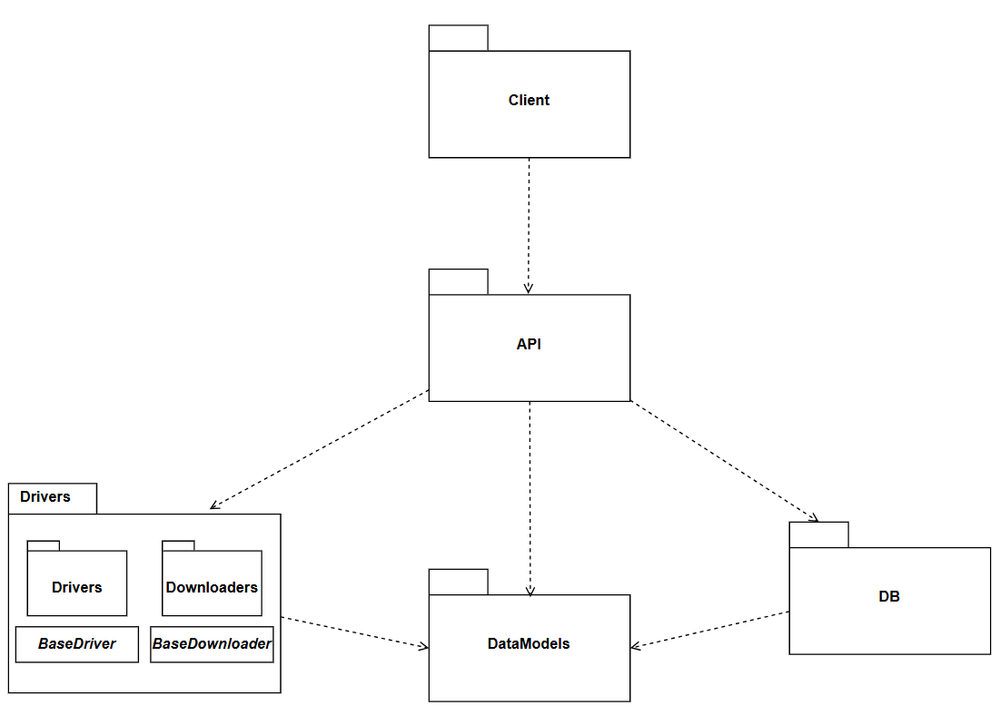 Client
API
Drivers
Drivers
Downloaders
BaseDriver
BaseDownloader
DataModels
DB